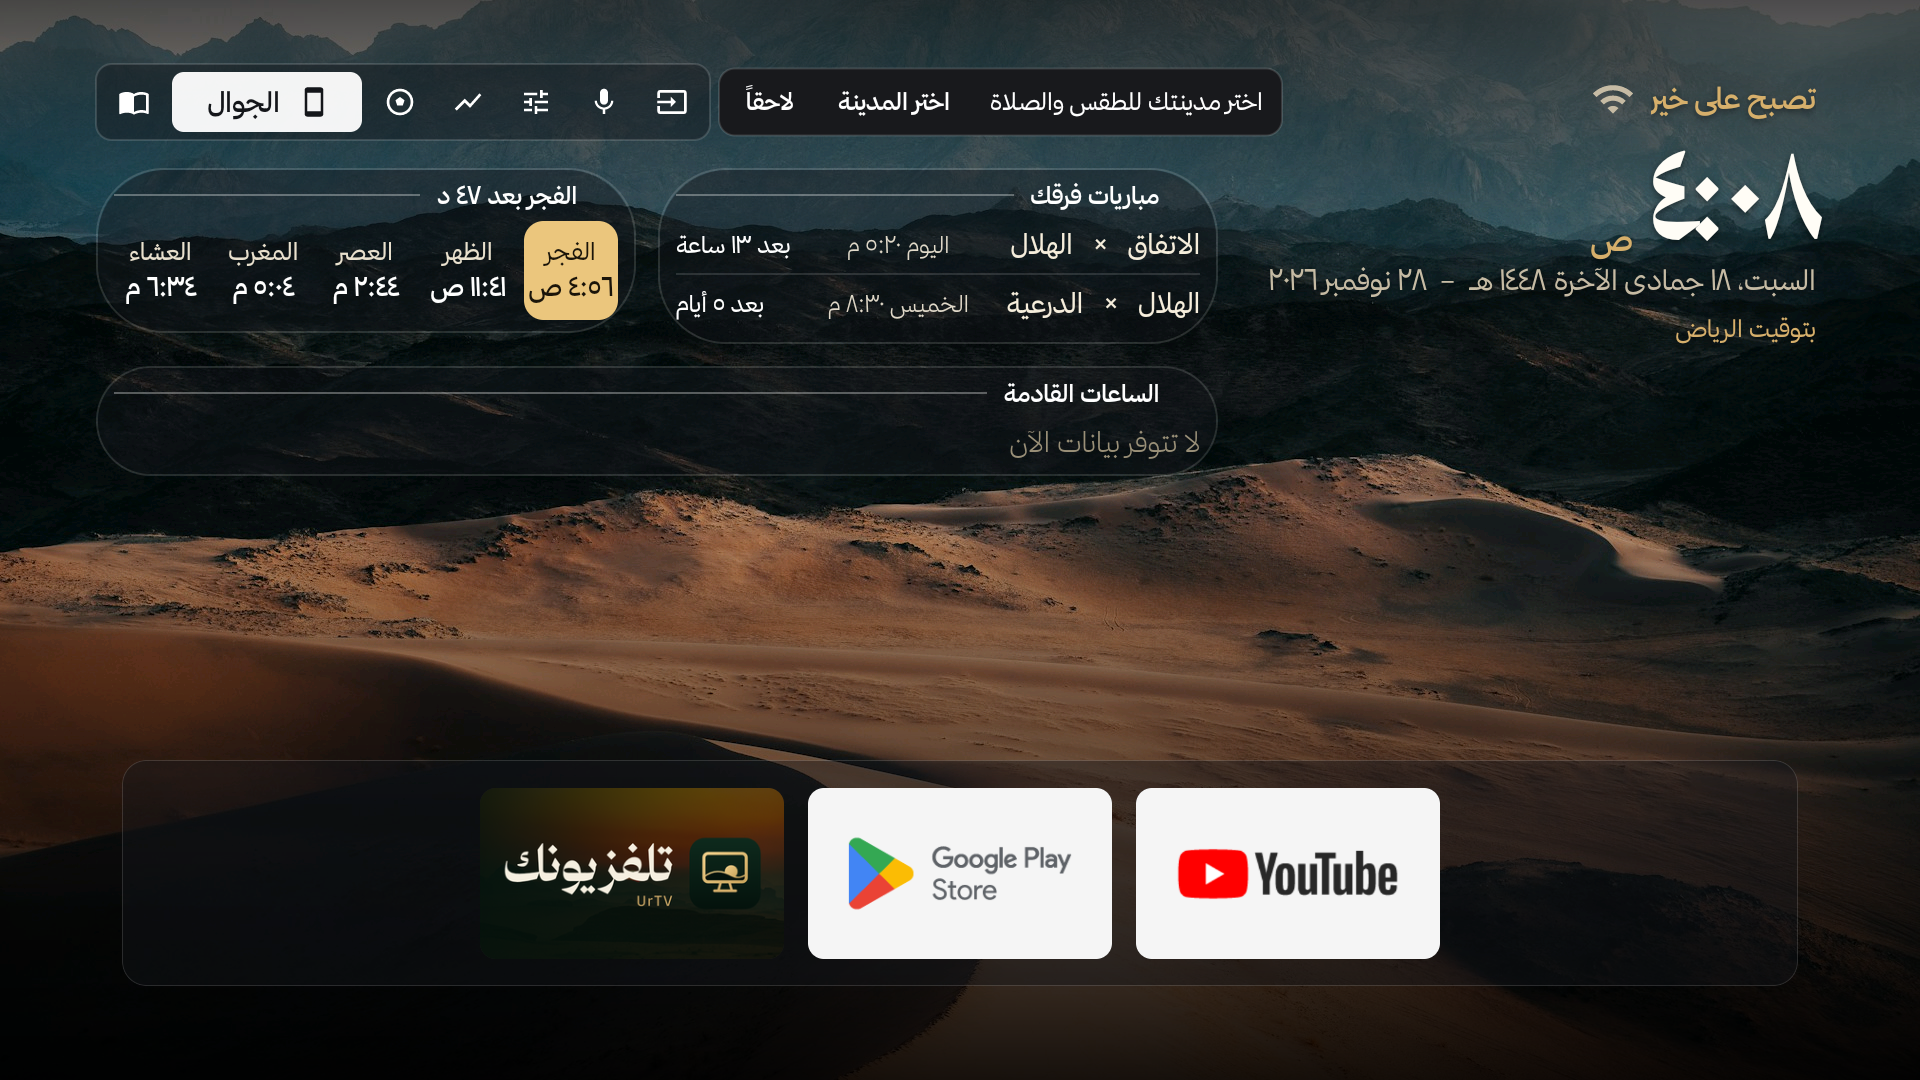 تصبح على خير
٤:٠٨ ص
السبت، ١٨ جمادى الآخرة ١٤٤٨ هـ – ٢٨ نوفمبر ٢٠٢٦
بتوقيت الرياض
اختر مدينتك للطقس والصلاة اختر المدينة لاحقاً
الجوال
مباريات فرقك
الاتفاق × الهلال اليوم ٥:٢٠ م بعد ١٣ ساعة
الهلال × الدرعية الخميس ٨:٣٠ م بعد ٥ أيام
الفجر بعد ٤٧ د
الفجر الظهر العصر المغرب العشاء
٤:٥٦ ص ١١:٤١ ص ٢:٤٤ م ٥:٠٤ م ٦:٣٤ م
الساعات القادمة
لا تتوفر بيانات الآن
YouTube
Google Play
Store
تلفزيونك
UrTV